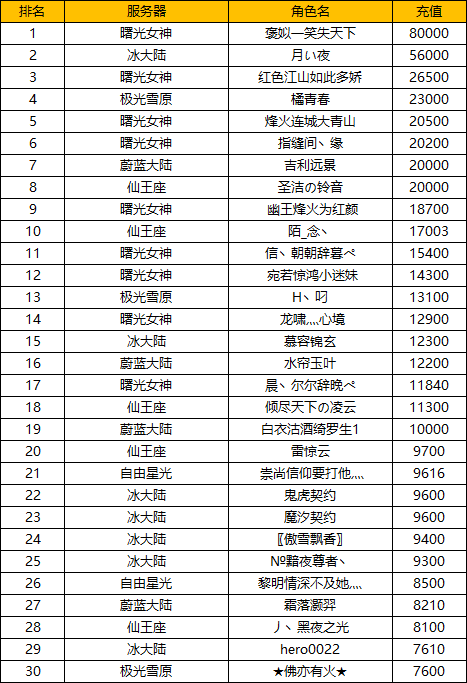 排名 服务器 角色名 充值
1 曙光女神 褒姒一笑失天下 80000
2 冰大陆 月い夜 56000
3 曙光女神 红色江山如此多娇 26500
4 极光雪原 橘青春 23000
5 曙光女神 烽火连城大青山 20500
6 曙光女神 指缝间丶缘 20200
7 蔚蓝大陆 吉利远景 20000
8 仙王座 圣洁の铃音 20000
9 曙光女神 幽王烽火为红颜 18700
10 仙王座 陌_念丶 17003
11 曙光女神 信丶朝朝辞暮ぺ 15400
12 曙光女神 宛若惊鸿小迷妹 14300
13 极光雪原 H丶叼 13100
14 曙光女神 龙啸灬心境 12900
15 冰大陆 慕容锦玄 12300
16 蔚蓝大陆 水帘玉叶 12200
17 曙光女神 晨丶尔尔辞晚ぺ 11840
18 仙王座 倾尽天下の凌云 11300
19 蔚蓝大陆 白衣沽酒绮罗生1 10000
20 仙王座 雷惊云 9700
21 自由星光 崇尚信仰要打他灬 9616
22 冰大陆 鬼虎契约 9600
23 冰大陆 魔汐契约 9600
24 冰大陆 〖傲雪飘香〗 9400
25 冰大陆 №黯夜尊者丶 9300
26 自由星光 黎明情深不及她灬 8500
27 蔚蓝大陆 霜落灏羿 8210
28 仙王座 丿丶黑夜之光 8100
29 冰大陆 hero0022 7610
30 极光雪原 ★佛亦有火★ 7600